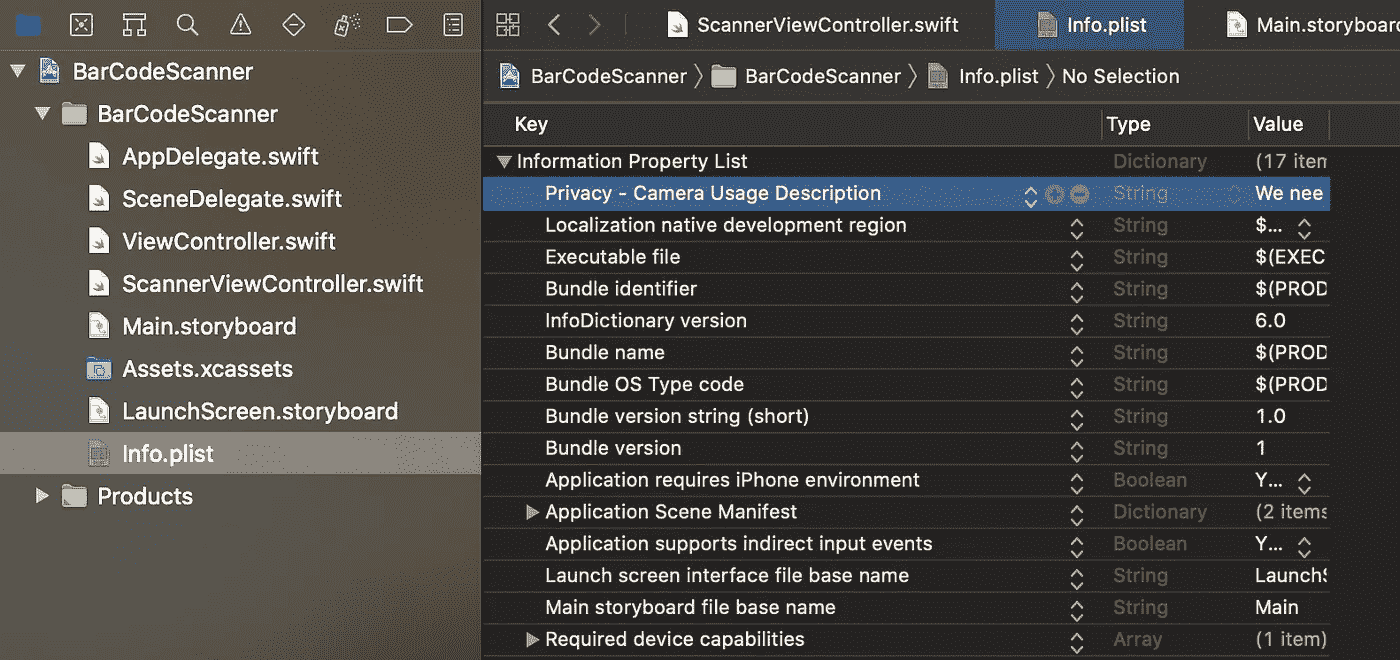 ScannerViewController.swift Info.plist Main.storyboard
BarCodeScanner BarCodeScanner Info.plist No Selection
BarCodeScanner
BarCodeScanner
AppDelegate.swift
SceneDelegate.swift
ViewController.swift
ScannerViewController.swift
Main.storyboard
Assets.xcassets
LaunchScreen.storyboard
Info.plist
Products
Key Type Value
Information Property List Dictionary (17 item
Privacy - Camera Usage Description String We nee
Localization native development region String $...
Executable file String $(EXEC
Bundle identifier String $(PROD
InfoDictionary version String 6.0
Bundle name String $(PROD
Bundle OS Type code String $(PROD
Bundle version string (short) String 1.0
Bundle version String 1
Application requires iPhone environment Boolean Y...
Application Scene Manifest Dictionary (2 items
Application supports indirect input events Boolean Y...
Launch screen interface file base name String LaunchS
Main storyboard file base name String Main
Required device capabilities Array (1 item)